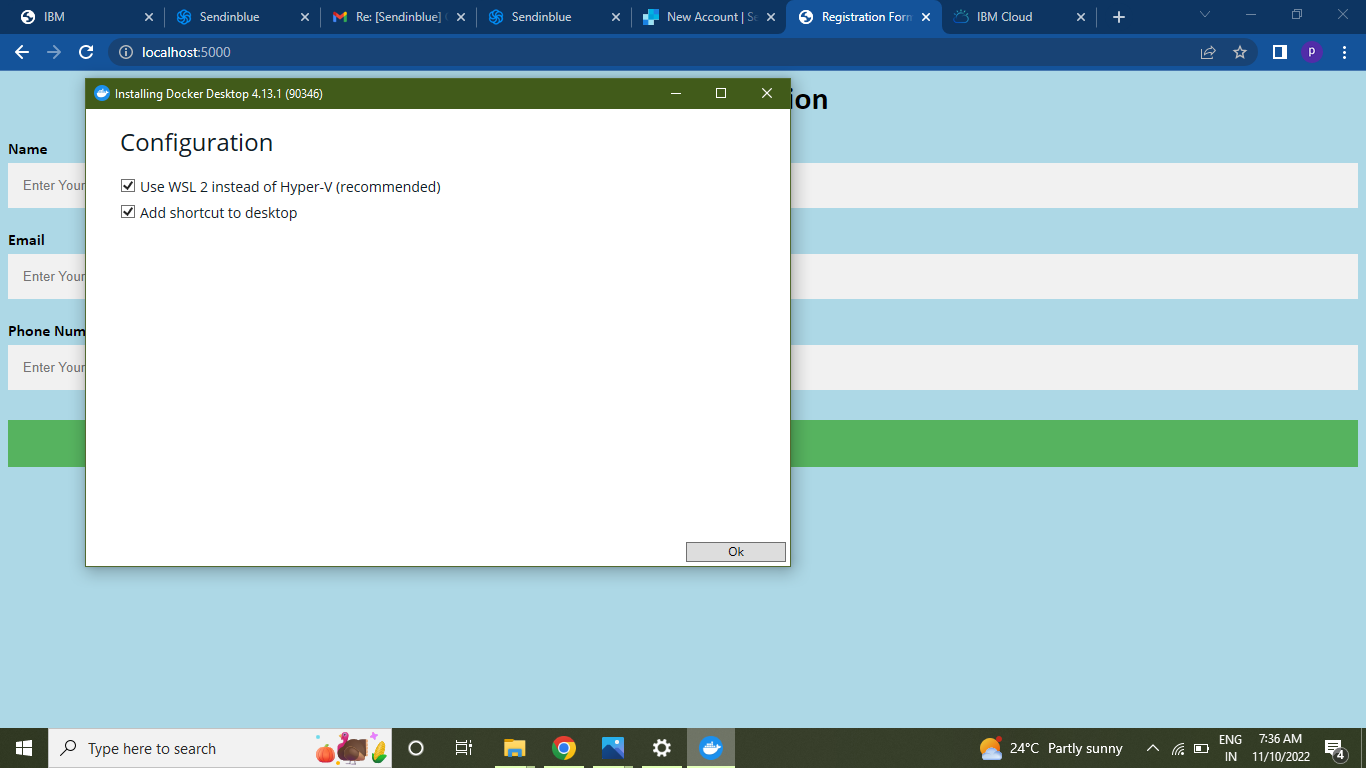 IBM
Sendinblue
Re: [Sendinblue]
Sendinblue
New Account |
Registration Form
IBM Cloud
localhost:5000
P
Installing Docker Desktop 4.13.1 (90346)
ion
Configuration
Name
Use WSL 2 instead of Hyper-V (recommended)
Enter Your
Add shortcut to desktop
Email
Enter Your
Phone Num
Enter Your
Ok
Type here to search
24°C Partly sunny
ENG
IN
7:36 AM
11/10/2022
4